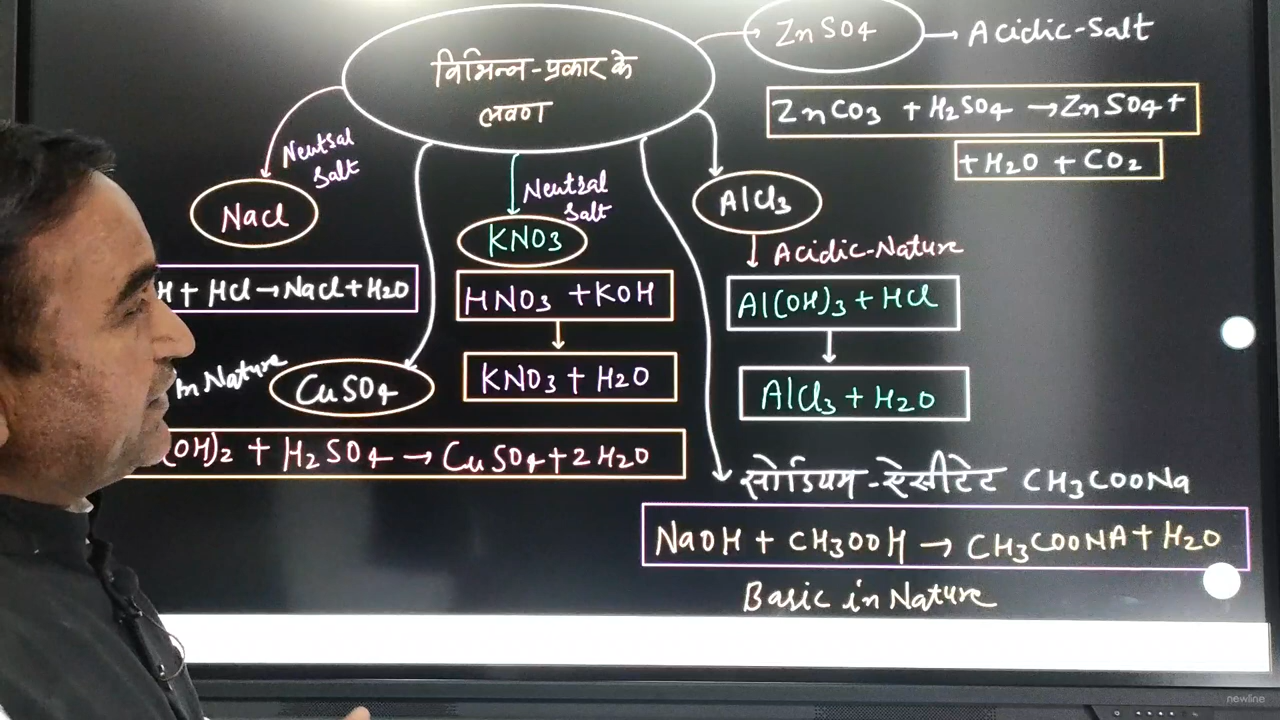 विभिन्न-प्रकार के
लवण
ZnSO4 → Acidic-Salt
ZnCO3 + H2SO4 → ZnSO4 +
+ H2O + CO2
Neutral
Salt
NaCl
H + HCl → NaCl + H2O
Neutral
Salt
KNO3
HNO3 + KOH
KNO3 + H2O
AlCl3
Acidic-Nature
Al(OH)3 + HCl
AlCl3 + H2O
In Nature
CuSO4
(OH)2 + H2SO4 → CuSO4 + 2H2O
सोडियम-ऐसीटेट CH3COONa
NaOH + CH3OOH → CH3COONA + H2O
Basic in Nature
newline